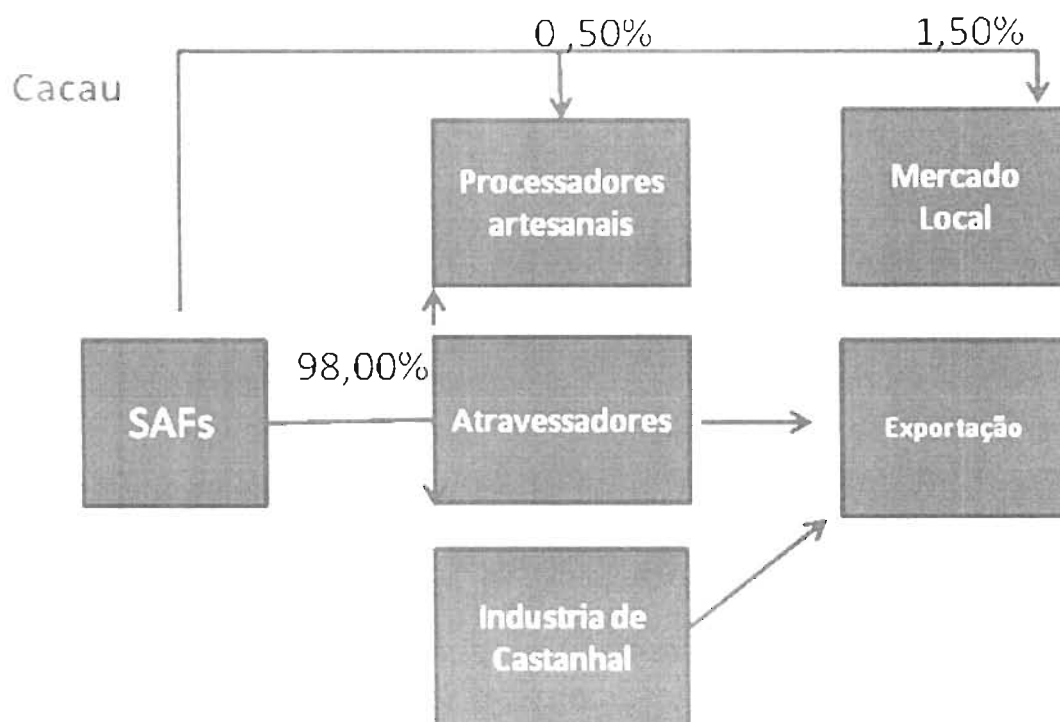 0 ,50%
1,50%
Cacau
Processadores
artesanais
Mercado
Local
98,00%
SAFs
Atravessadores
Exportação
Industria de
Castanhal